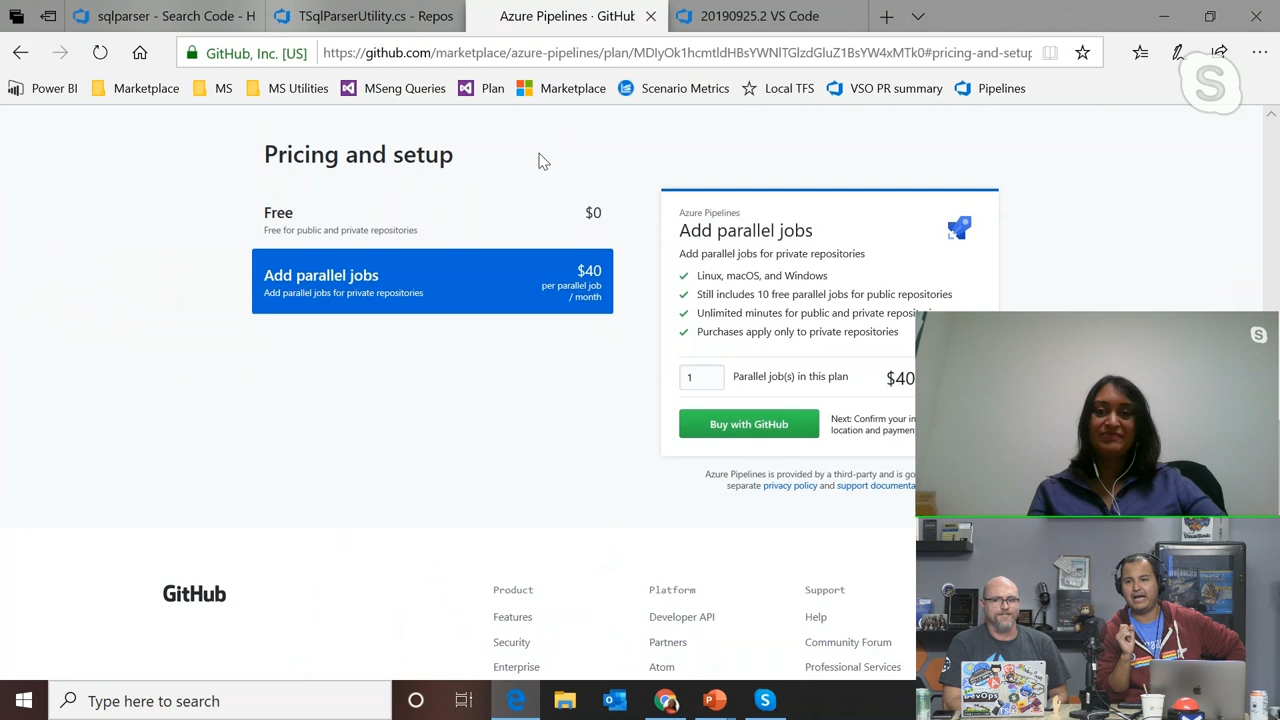 sqlparser - Search Code - H
TSqlParserUtility.cs - Repos
Azure Pipelines · GitHub
20190925.2 VS Code
GitHub, Inc. [US]
https://github.com/marketplace/azure-pipelines/plan/MDIyOk1hcmtldHBsYWNlTGlzdGluZ1BsYW4xMTk0#pricing-and-setup
Power BI
Marketplace
MS
MS Utilities
MSeng Queries
Plan
Marketplace
Scenario Metrics
Local TFS
VSO PR summary
Pipelines
Pricing and setup
Free
$0
Free for public and private repositories
Add parallel jobs
$40
Add parallel jobs for private repositories
per parallel job
/ month
Azure Pipelines
Add parallel jobs
Add parallel jobs for private repositories
Linux, macOS, and Windows
Still includes 10 free parallel jobs for public repositories
Unlimited minutes for public and private reposit
Purchases apply only to private repositories
1
Parallel job(s) in this plan
$40
Buy with GitHub
Next: Confirm your in
location and payment
Azure Pipelines is provided by a third-party and is go
separate privacy policy and support documenta
GitHub
Product
Platform
Support
Features
Developer API
Help
Security
Partners
Community Forum
Enterprise
Atom
Professional Services
Type here to search
DevOps